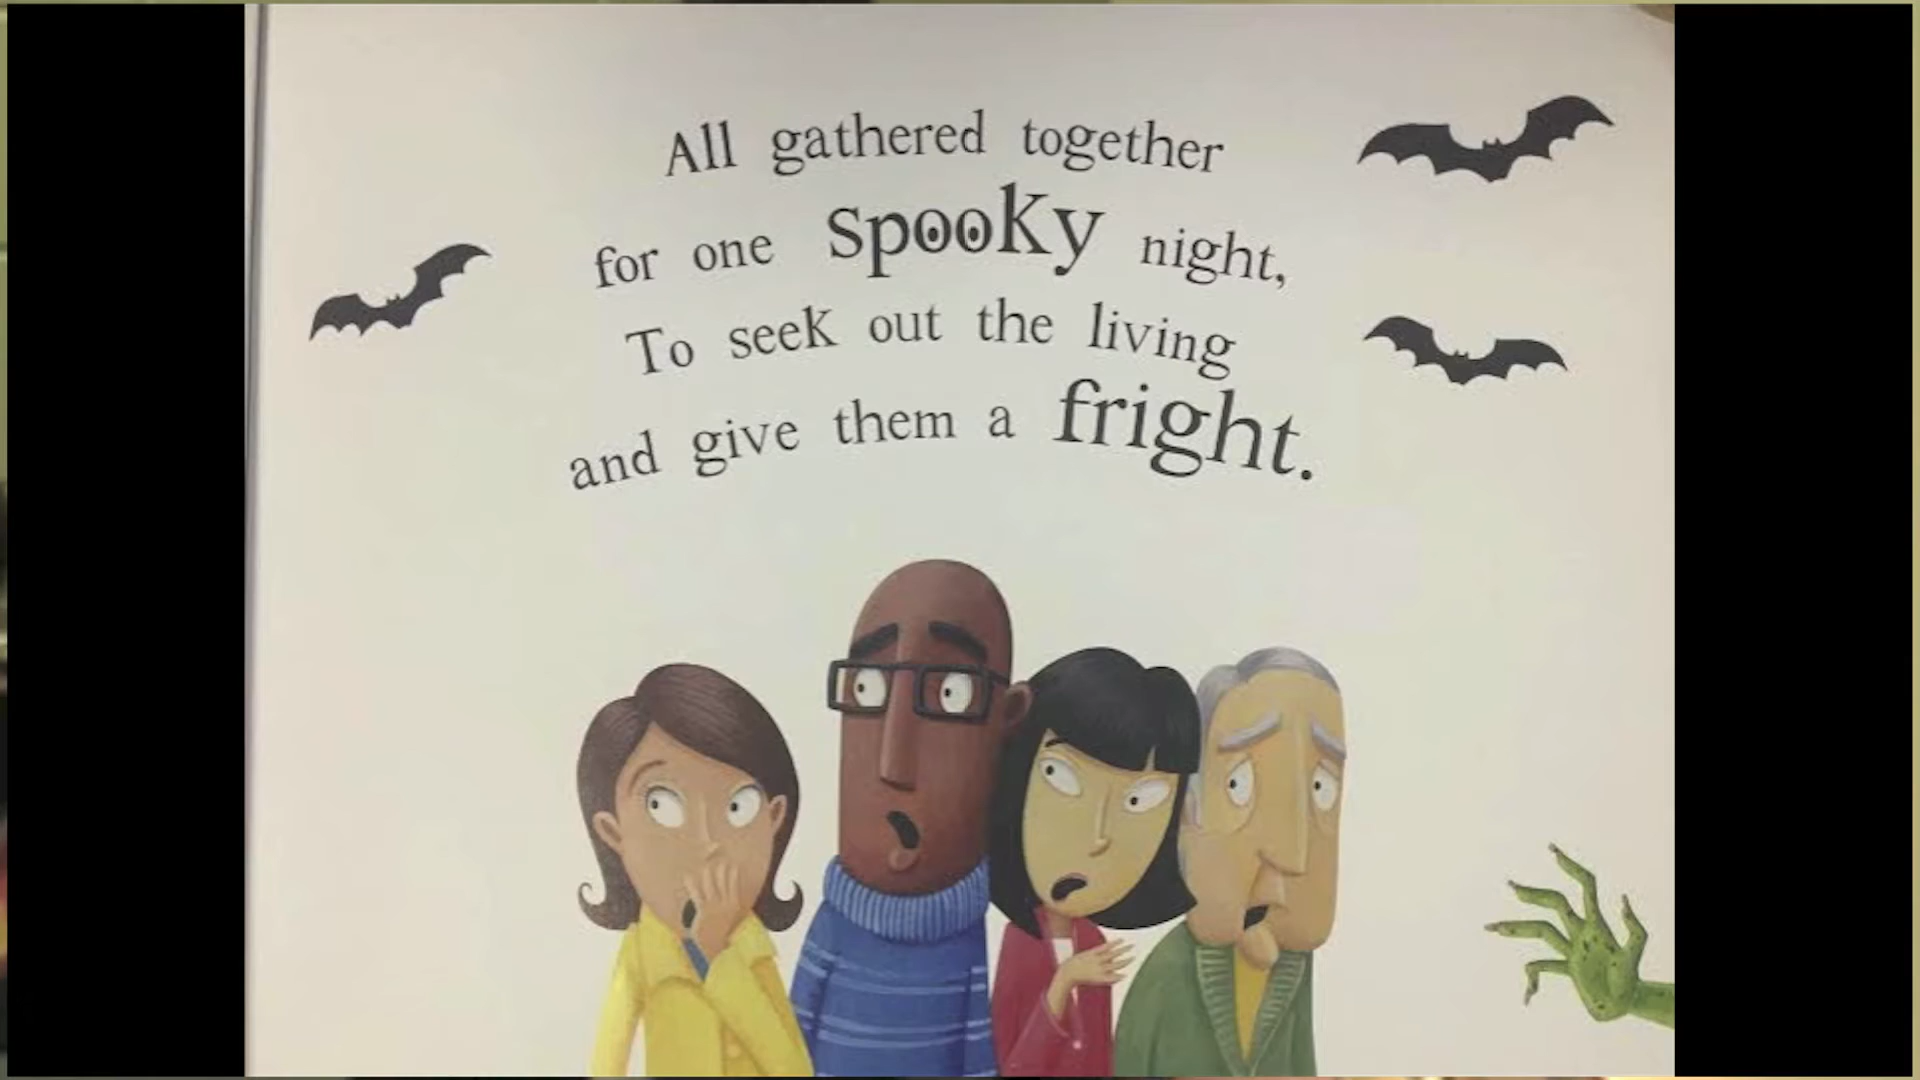 All gathered together
for one spooky night,
To seek out the living
and give them a fright.